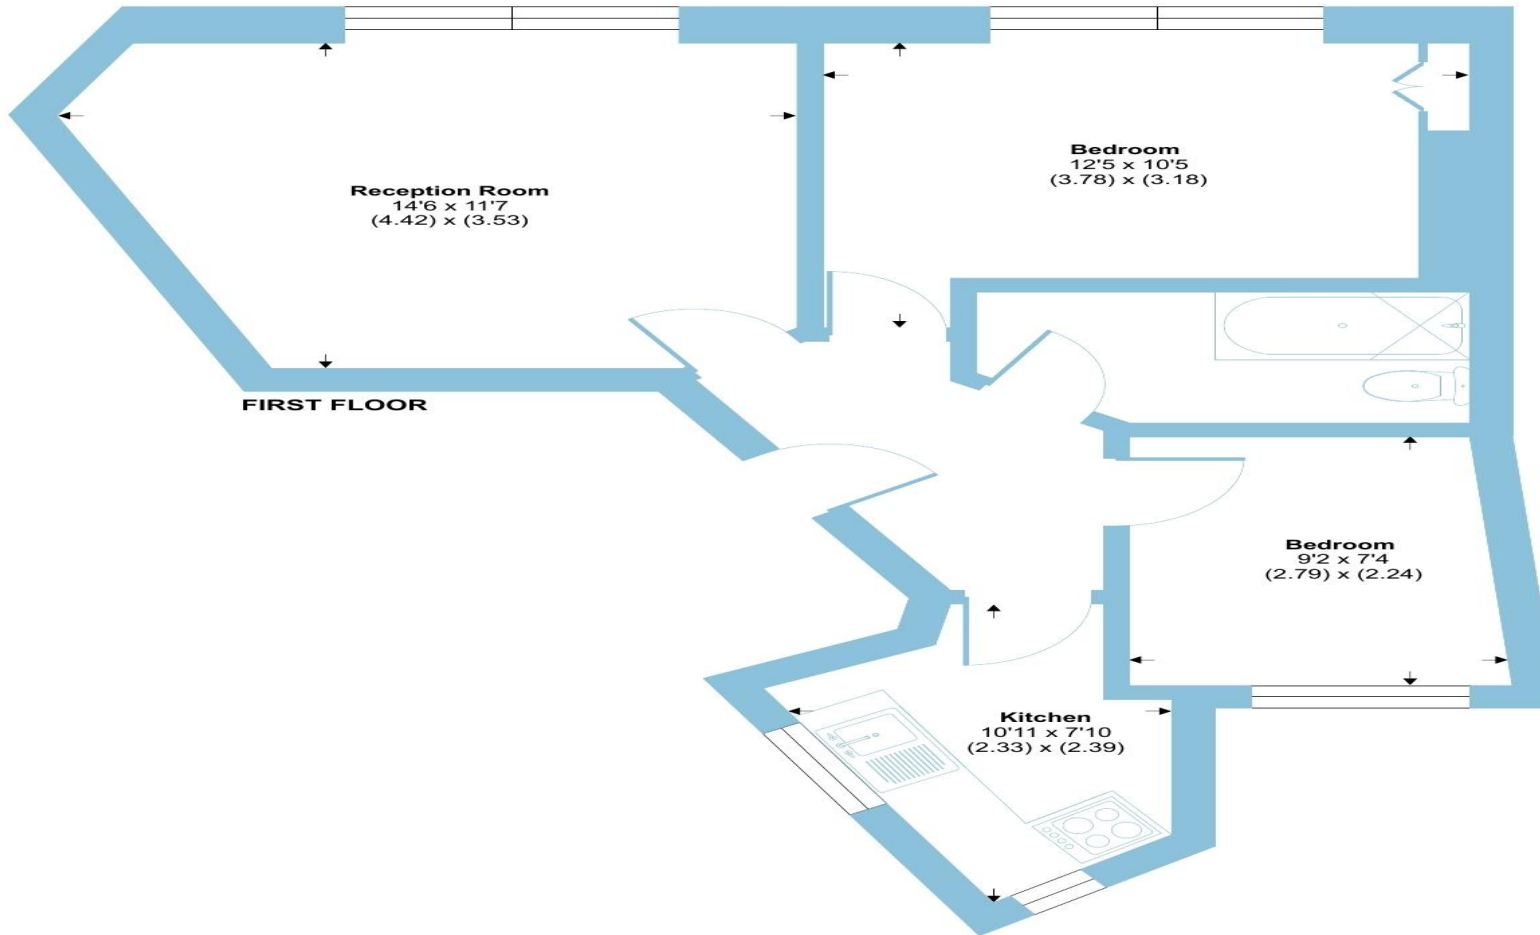 Reception Room
14'6 x 11'7
(4.42) x (3.53)
Bedroom
12'5 x 10'5
(3.78) x (3.18)
FIRST FLOOR
Bedroom
9'2 x 7'4
(2.79) x (2.24)
Kitchen
10'11 x 7'10
(2.33) x (2.39)